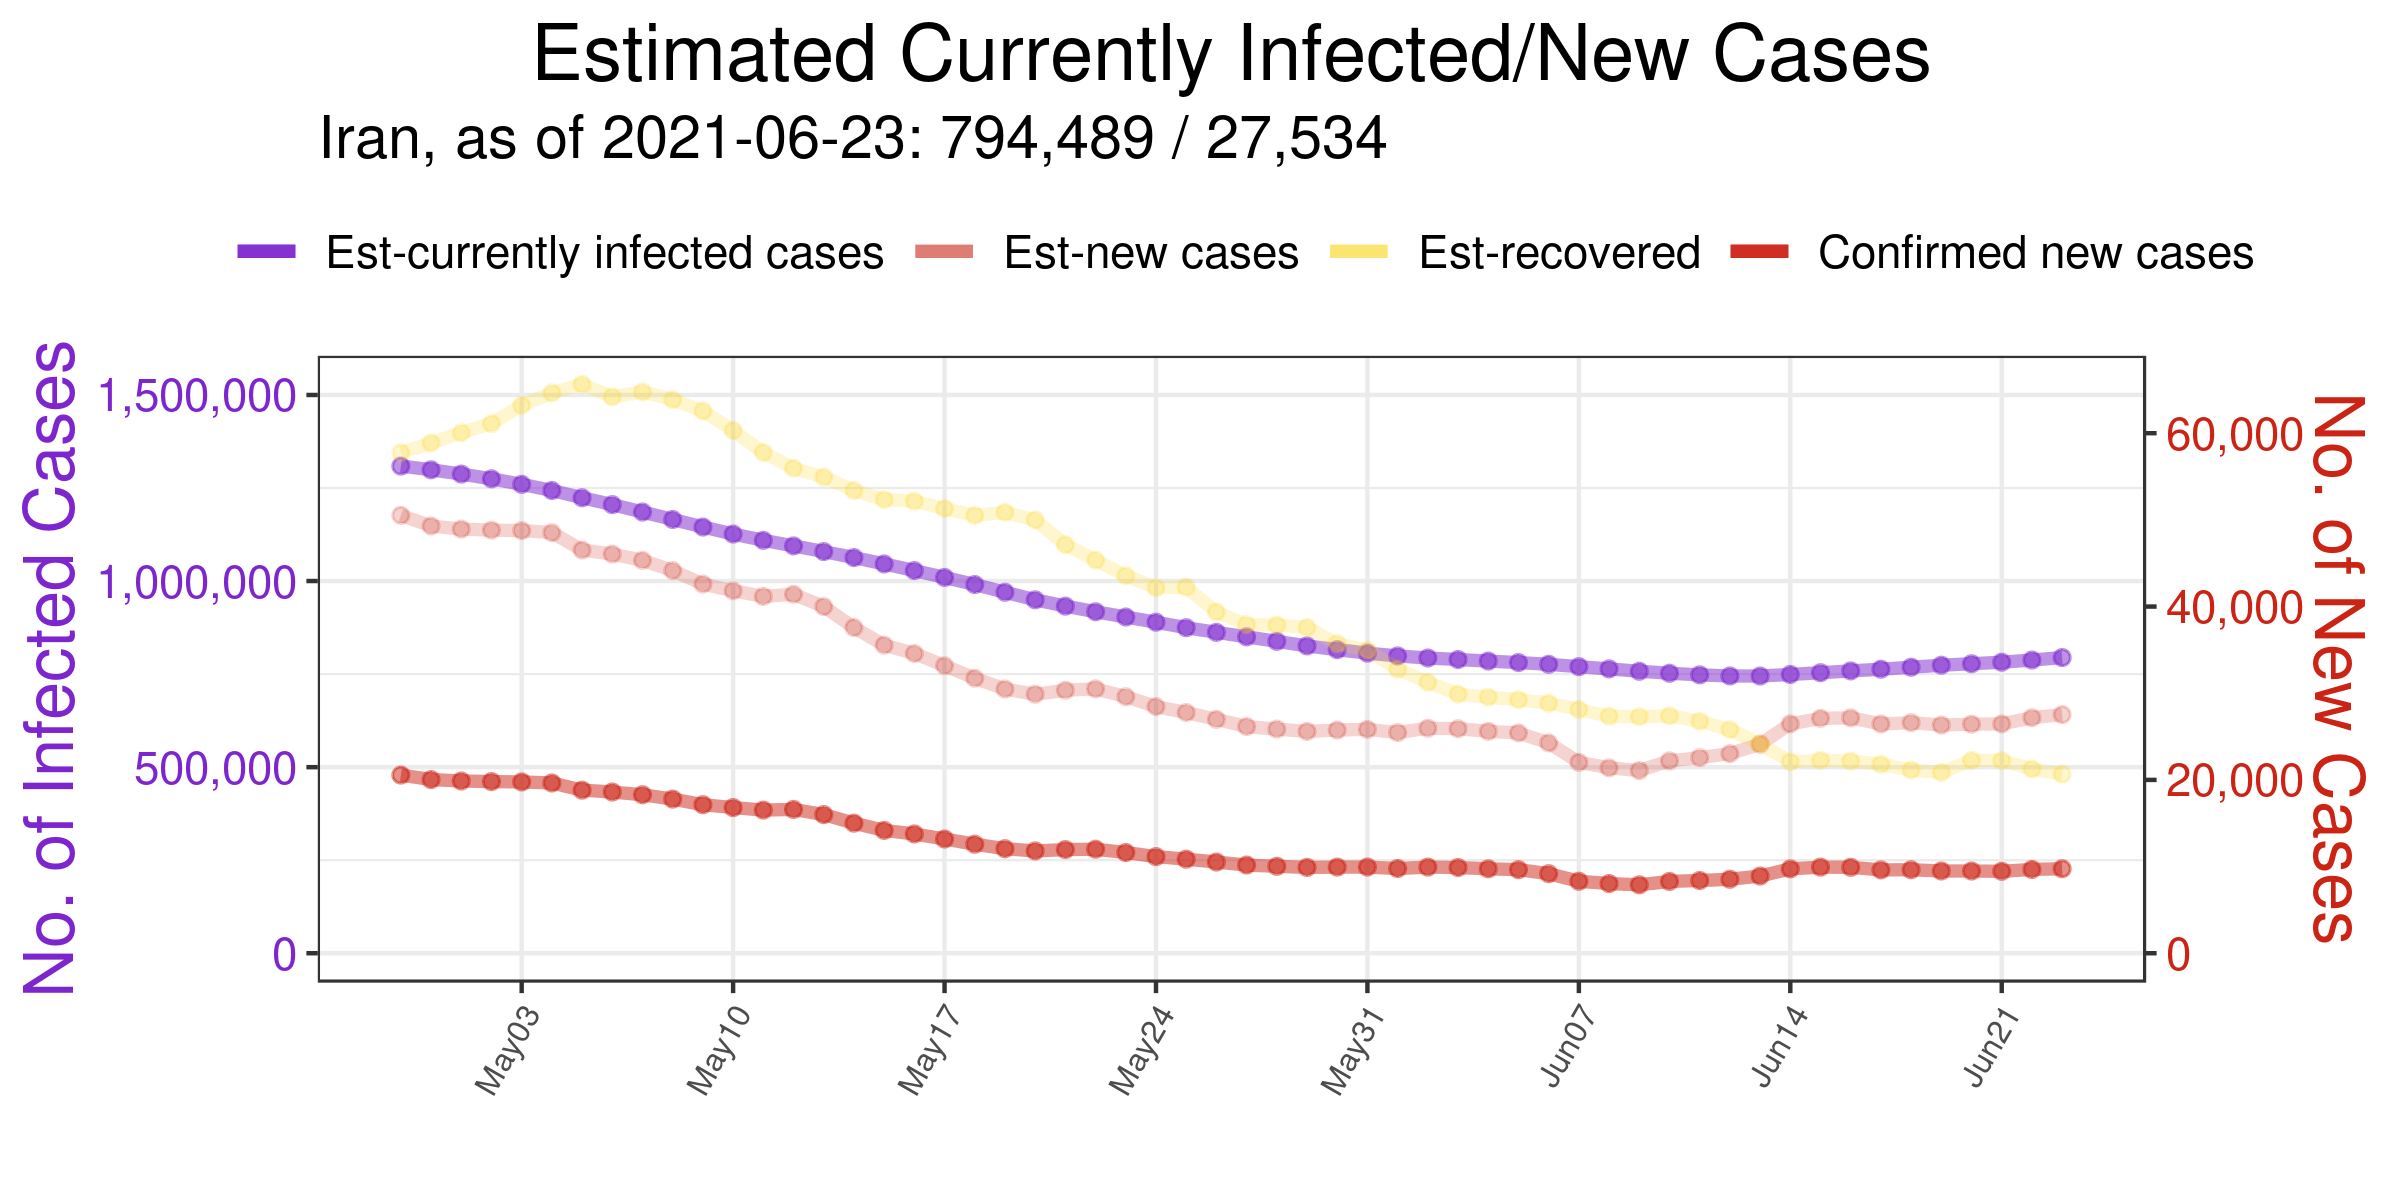 Estimated Currently Infected/New Cases
Iran, as of 2021-06-23: 794,489 / 27,534
Est-currently infected cases Est-new cases Est-recovered Confirmed new cases
No. of Infected Cases
1,500,000
1,000,000
500,000
0
60,000
40,000
20,000
0
No. of New Cases
May03 May10 May17 May24 May31 Jun07 Jun14 Jun21